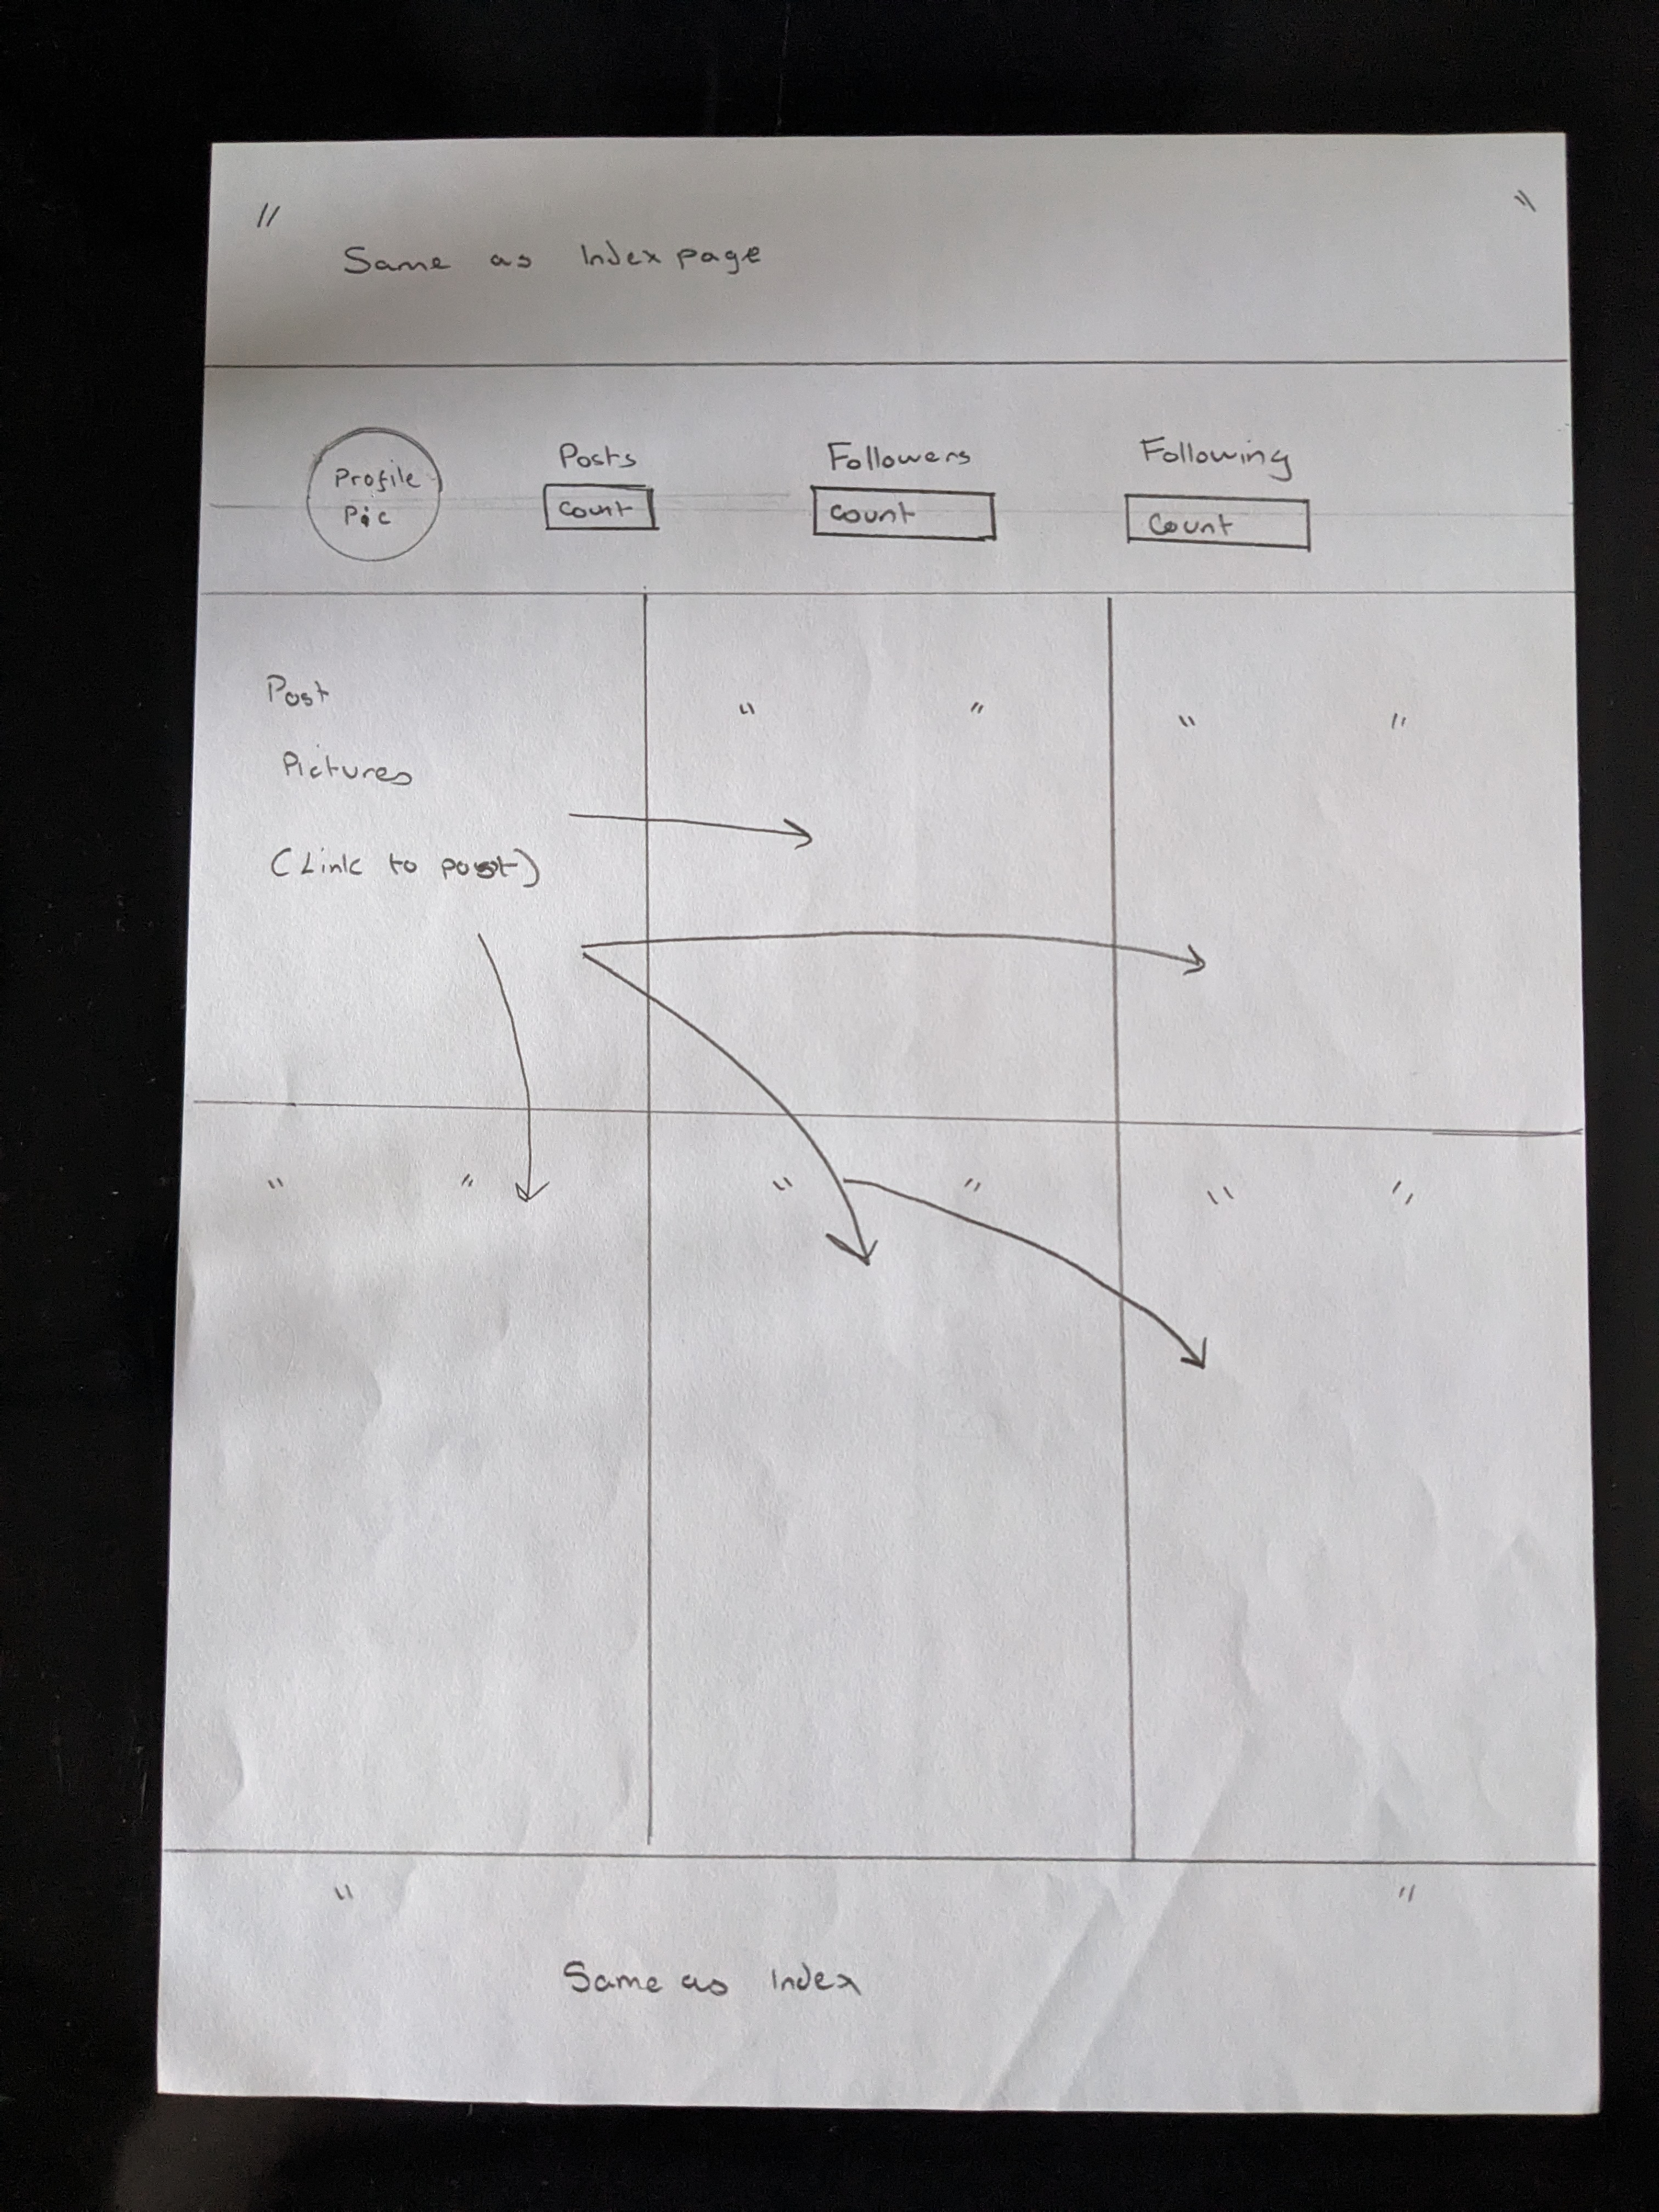 " "
Same as Index page
Profile
Pic
Posts
Count
Followers
Count
Following
Count
Post
Pictures
(Link to post)
" "
" "
" "
" "
" "
" "
Same as Index